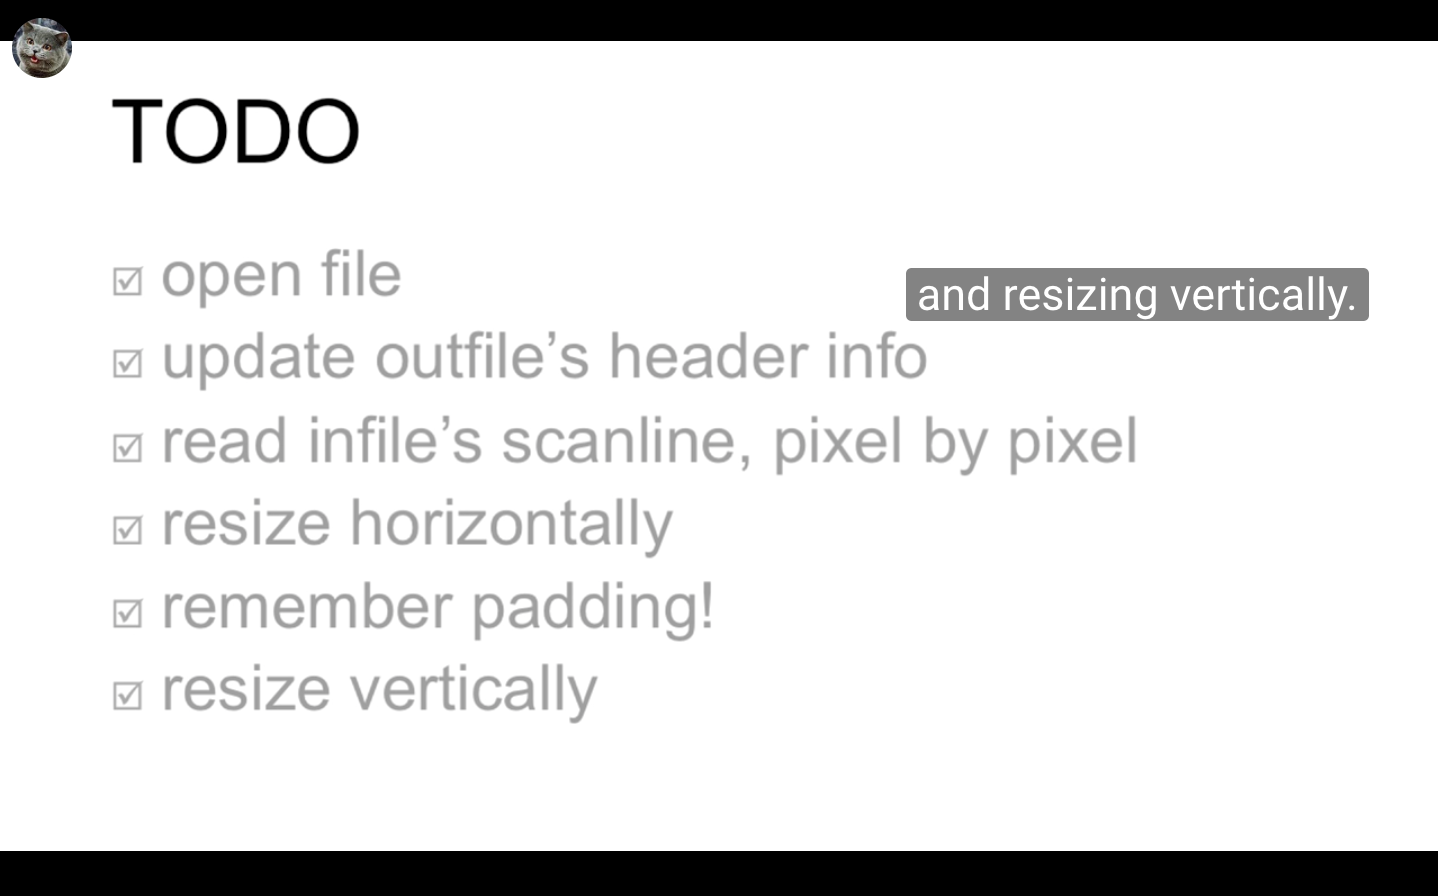 TODO
☑ open file
and resizing vertically.
☑ update outfile’s header info
☑ read infile’s scanline, pixel by pixel
☑ resize horizontally
☑ remember padding!
☑ resize vertically